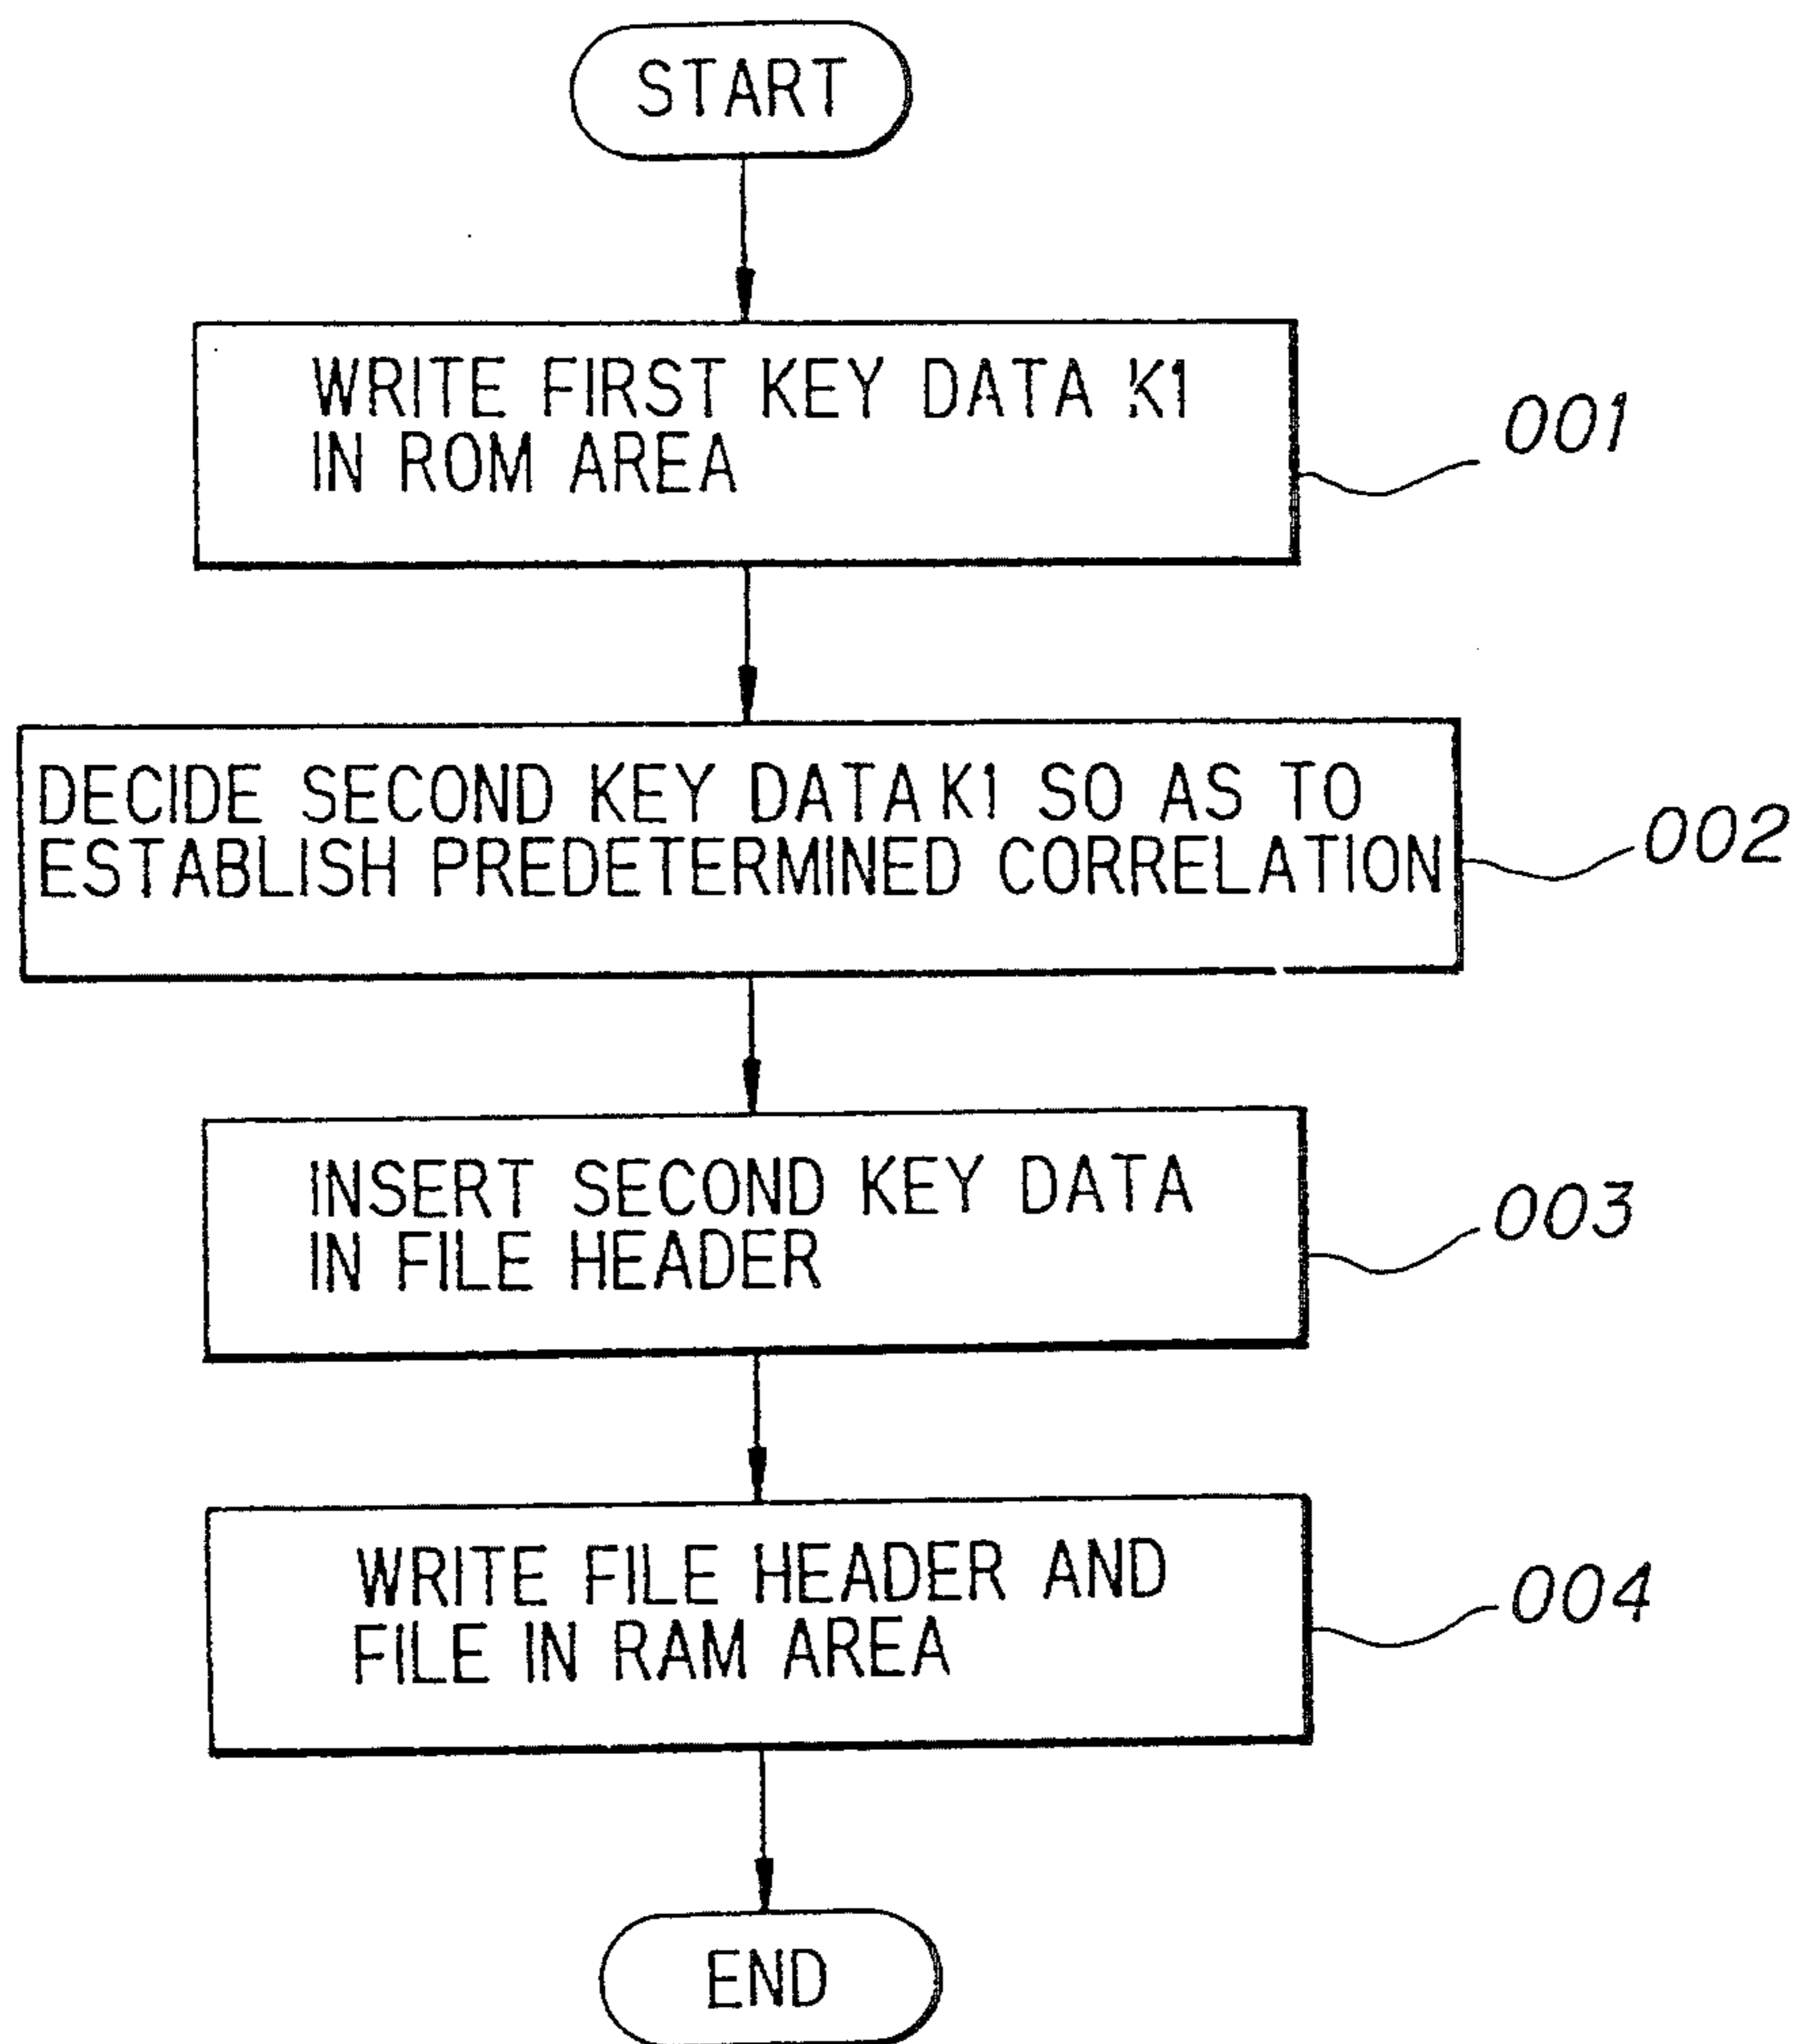 START
WRITE FIRST KEY DATA K1
IN ROM AREA
001
DECIDE SECOND KEY DATA K1 SO AS TO
ESTABLISH PREDETERMINED CORRELATION
002
INSERT SECOND KEY DATA
IN FILE HEADER
003
WRITE FILE HEADER AND
FILE IN RAM AREA
004
END